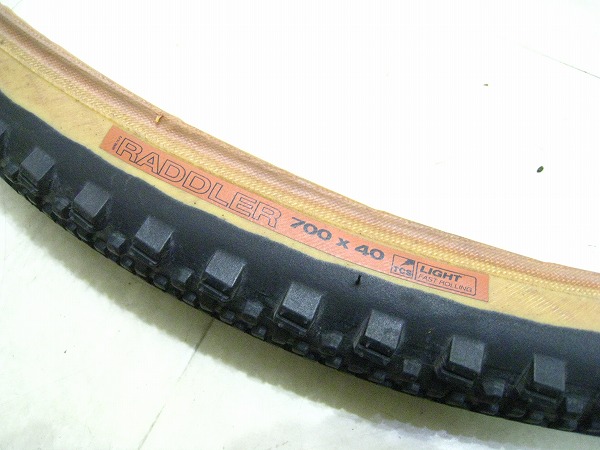 RADDLER 700 x 40 TCS LIGHT
FAST ROLLING